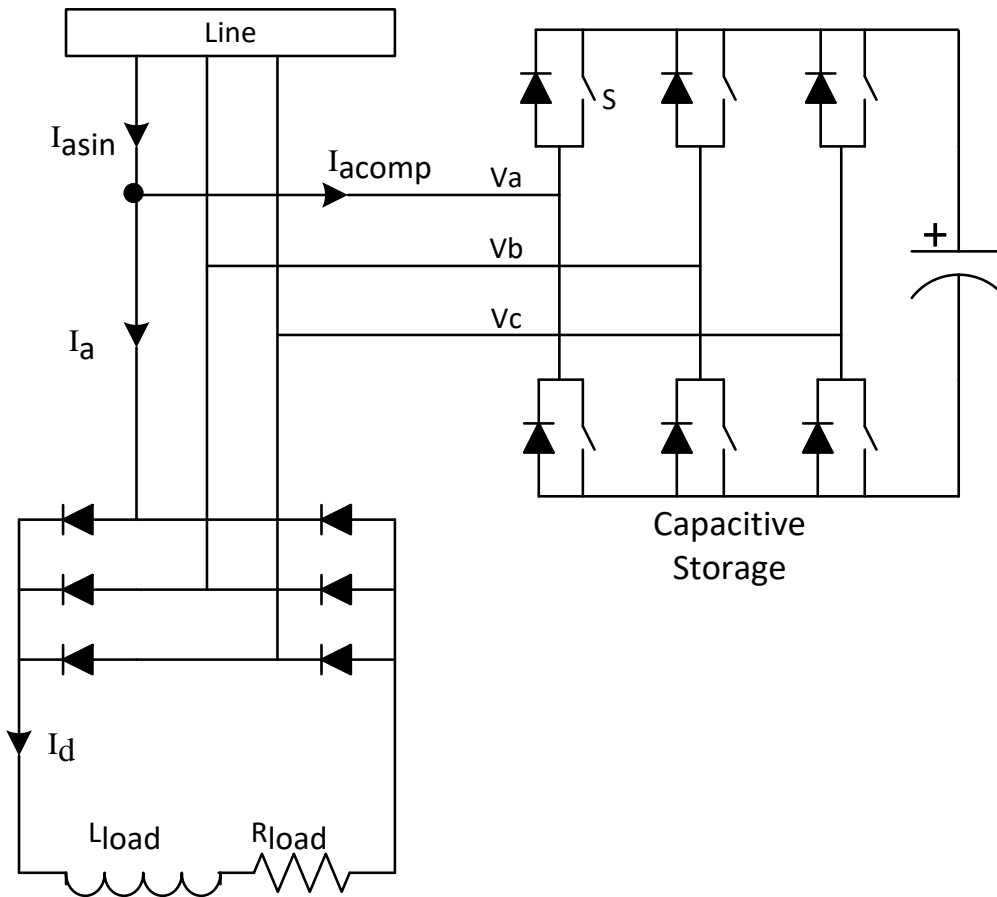 Line
S
Iasin
Iacomp
Va
Vb
Vc
+
Ia
Capacitive
Storage
Id
Lload
Rload